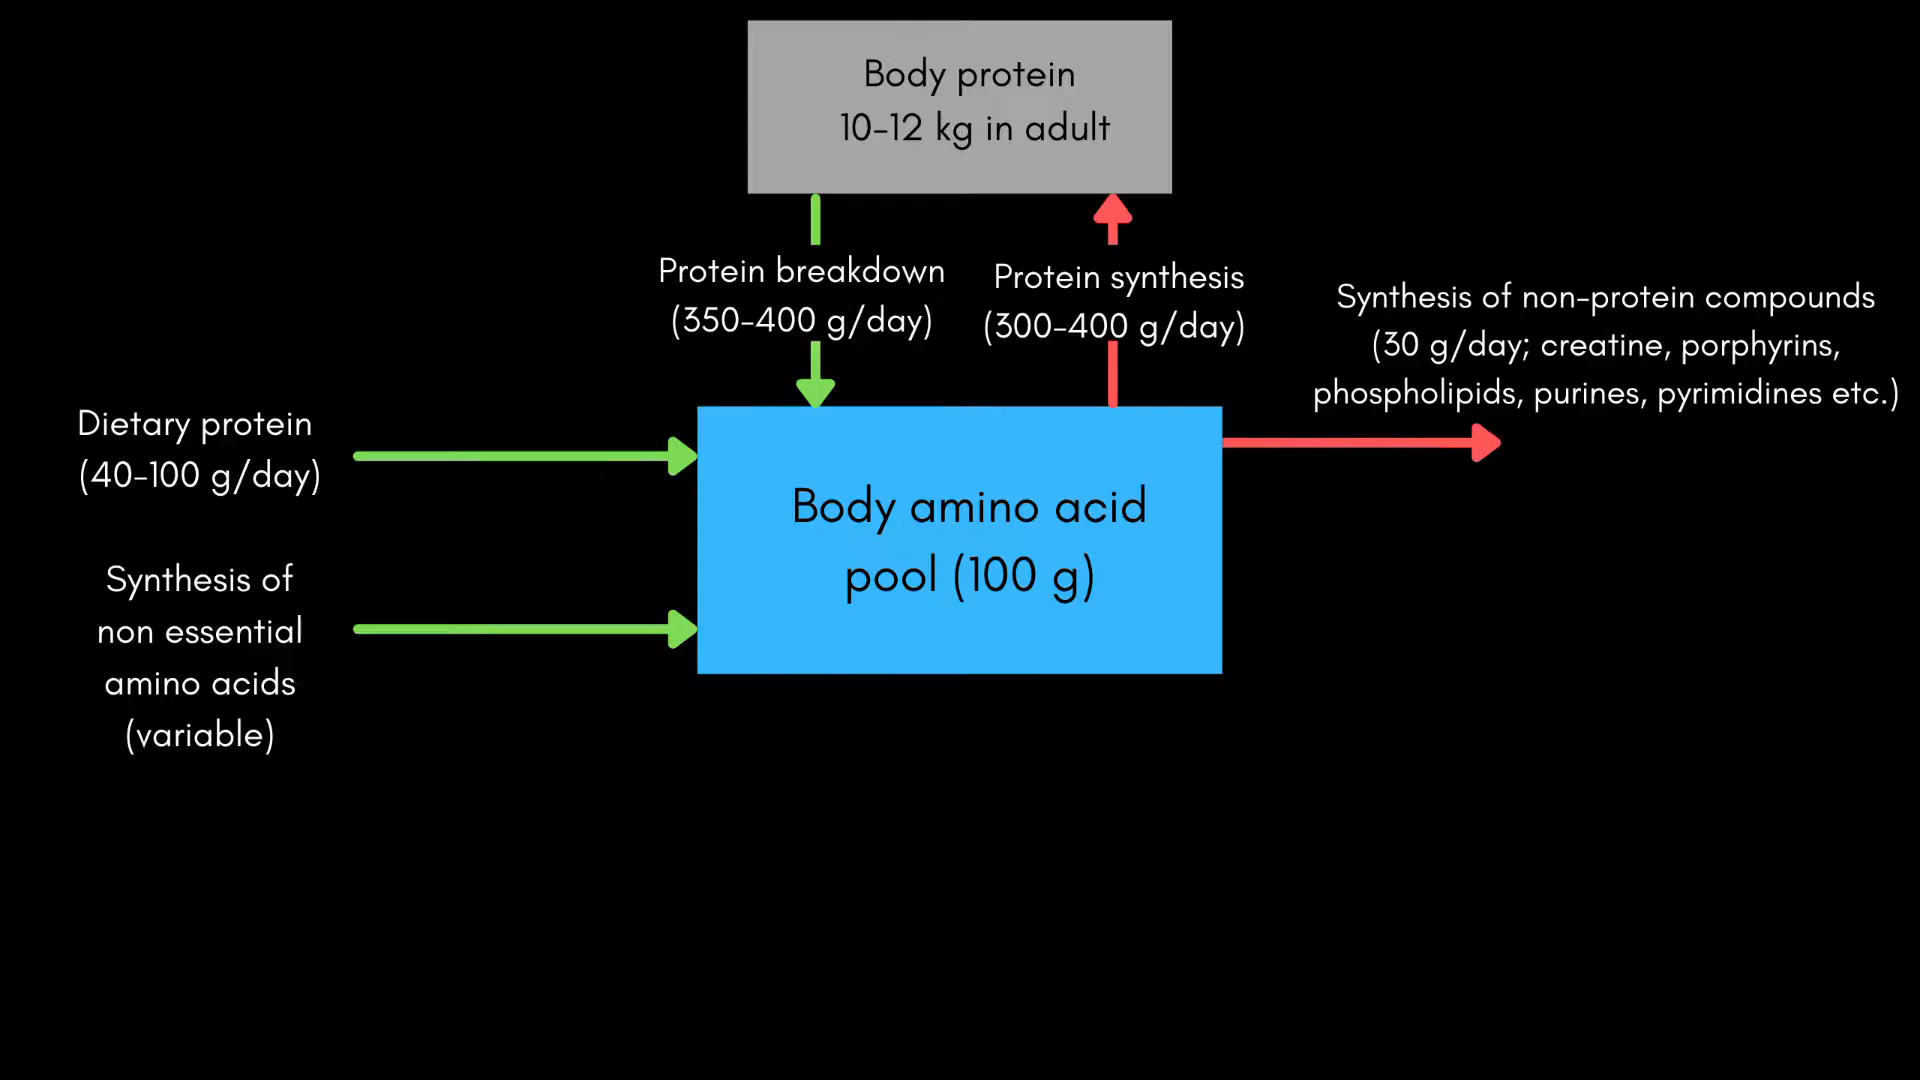 Body protein
10-12 kg in adult
Protein breakdown
(350-400 g/day)
Protein synthesis
(300-400 g/day)
Synthesis of non-protein compounds
(30 g/day; creatine, porphyrins,
phospholipids, purines, pyrimidines etc.)
Dietary protein
(40-100 g/day)
Body amino acid
pool (100 g)
Synthesis of
non essential
amino acids
(variable)